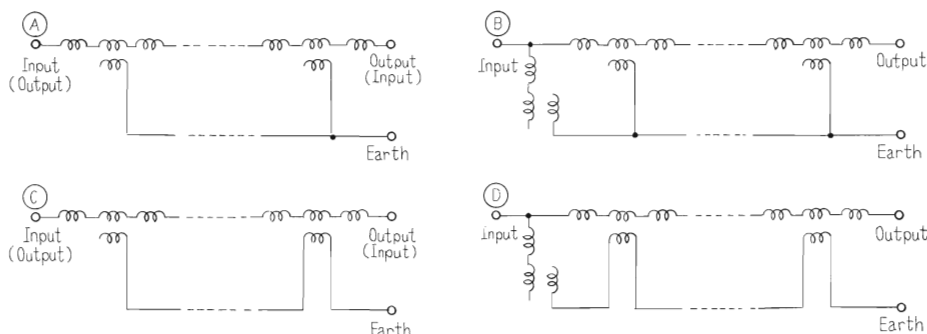 A
Input
(Output)
Output
(Input)
Earth
B
Input
Output
Earth
C
Input
(Output)
Output
(Input)
Earth
D
Input
Output
Earth